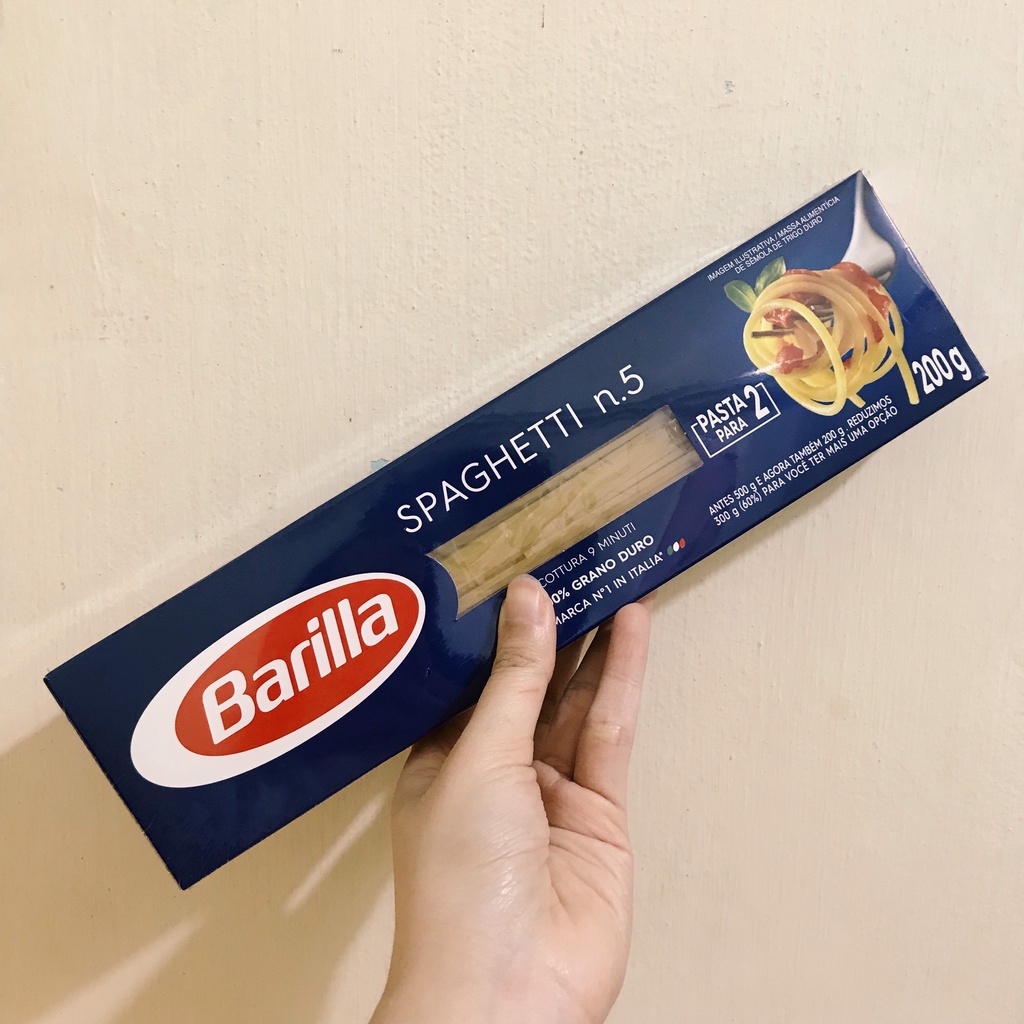 Barilla
SPAGHETTI n.5
COTTURA 9 MINUTI
GRANO DURO
N°1 IN ITALIA*
PASTA
PARA 2
IMAGEM ILUSTRATIVA / MASSA ALIMENTÍCIA
DE SÊMOLA DE TRIGO DURO
200g
ANTES 500 g E AGORA TAMBÉM 200 g . REDUZIMOS
300 g (60%) PARA VOCÊ TER MAIS UMA OPÇÃO